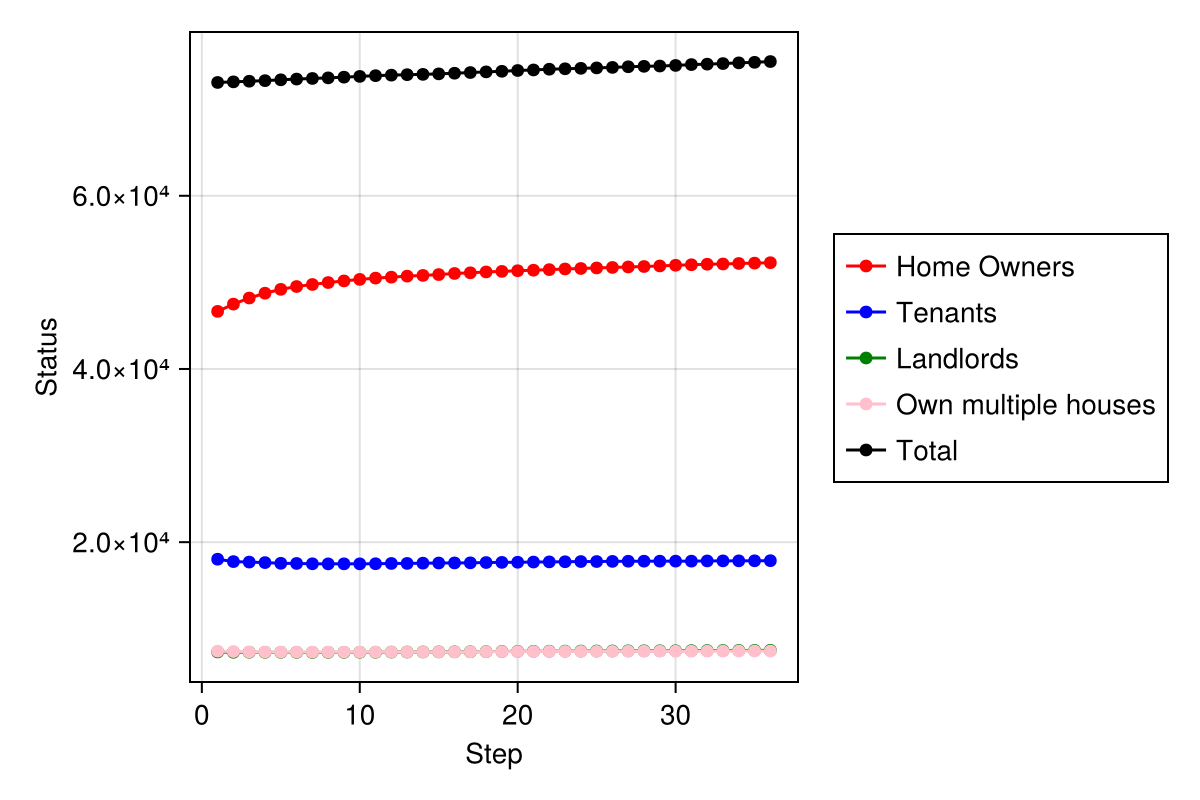 6.0×10⁴
4.0×10⁴
2.0×10⁴
Status
0 10 20 30
Step
Home Owners
Tenants
Landlords
Own multiple houses
Total